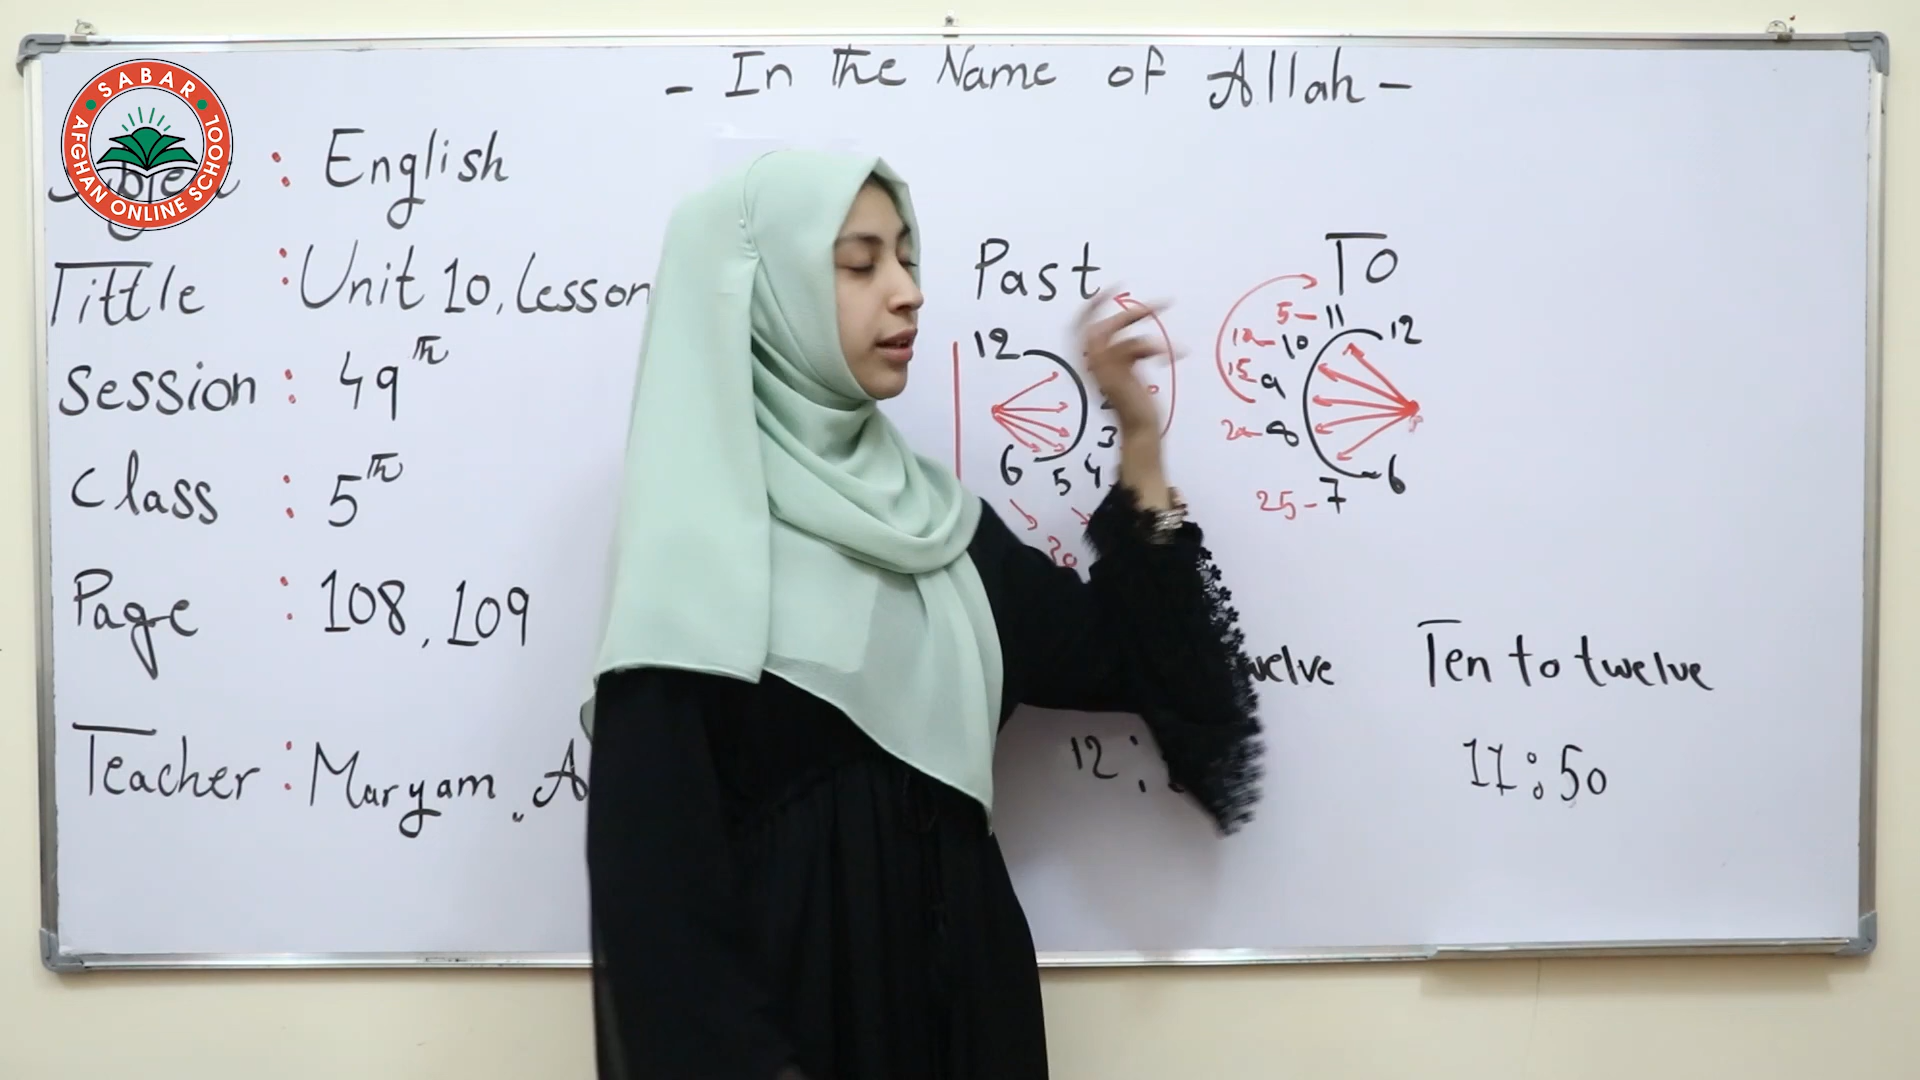 SABAR
AFGHAN ONLINE SCHOOL
- In the Name of Allah -
: English
Tittle : Unit 10, lesson
Session : 49th
Class : 5th
Page : 108, 109
Teacher : Maryam
Past
12
3
4
5
6
20
To
12
5- 11
10- 10
15- 9
20- 8
25- 7
6
Ten to twelve
12:
11:50